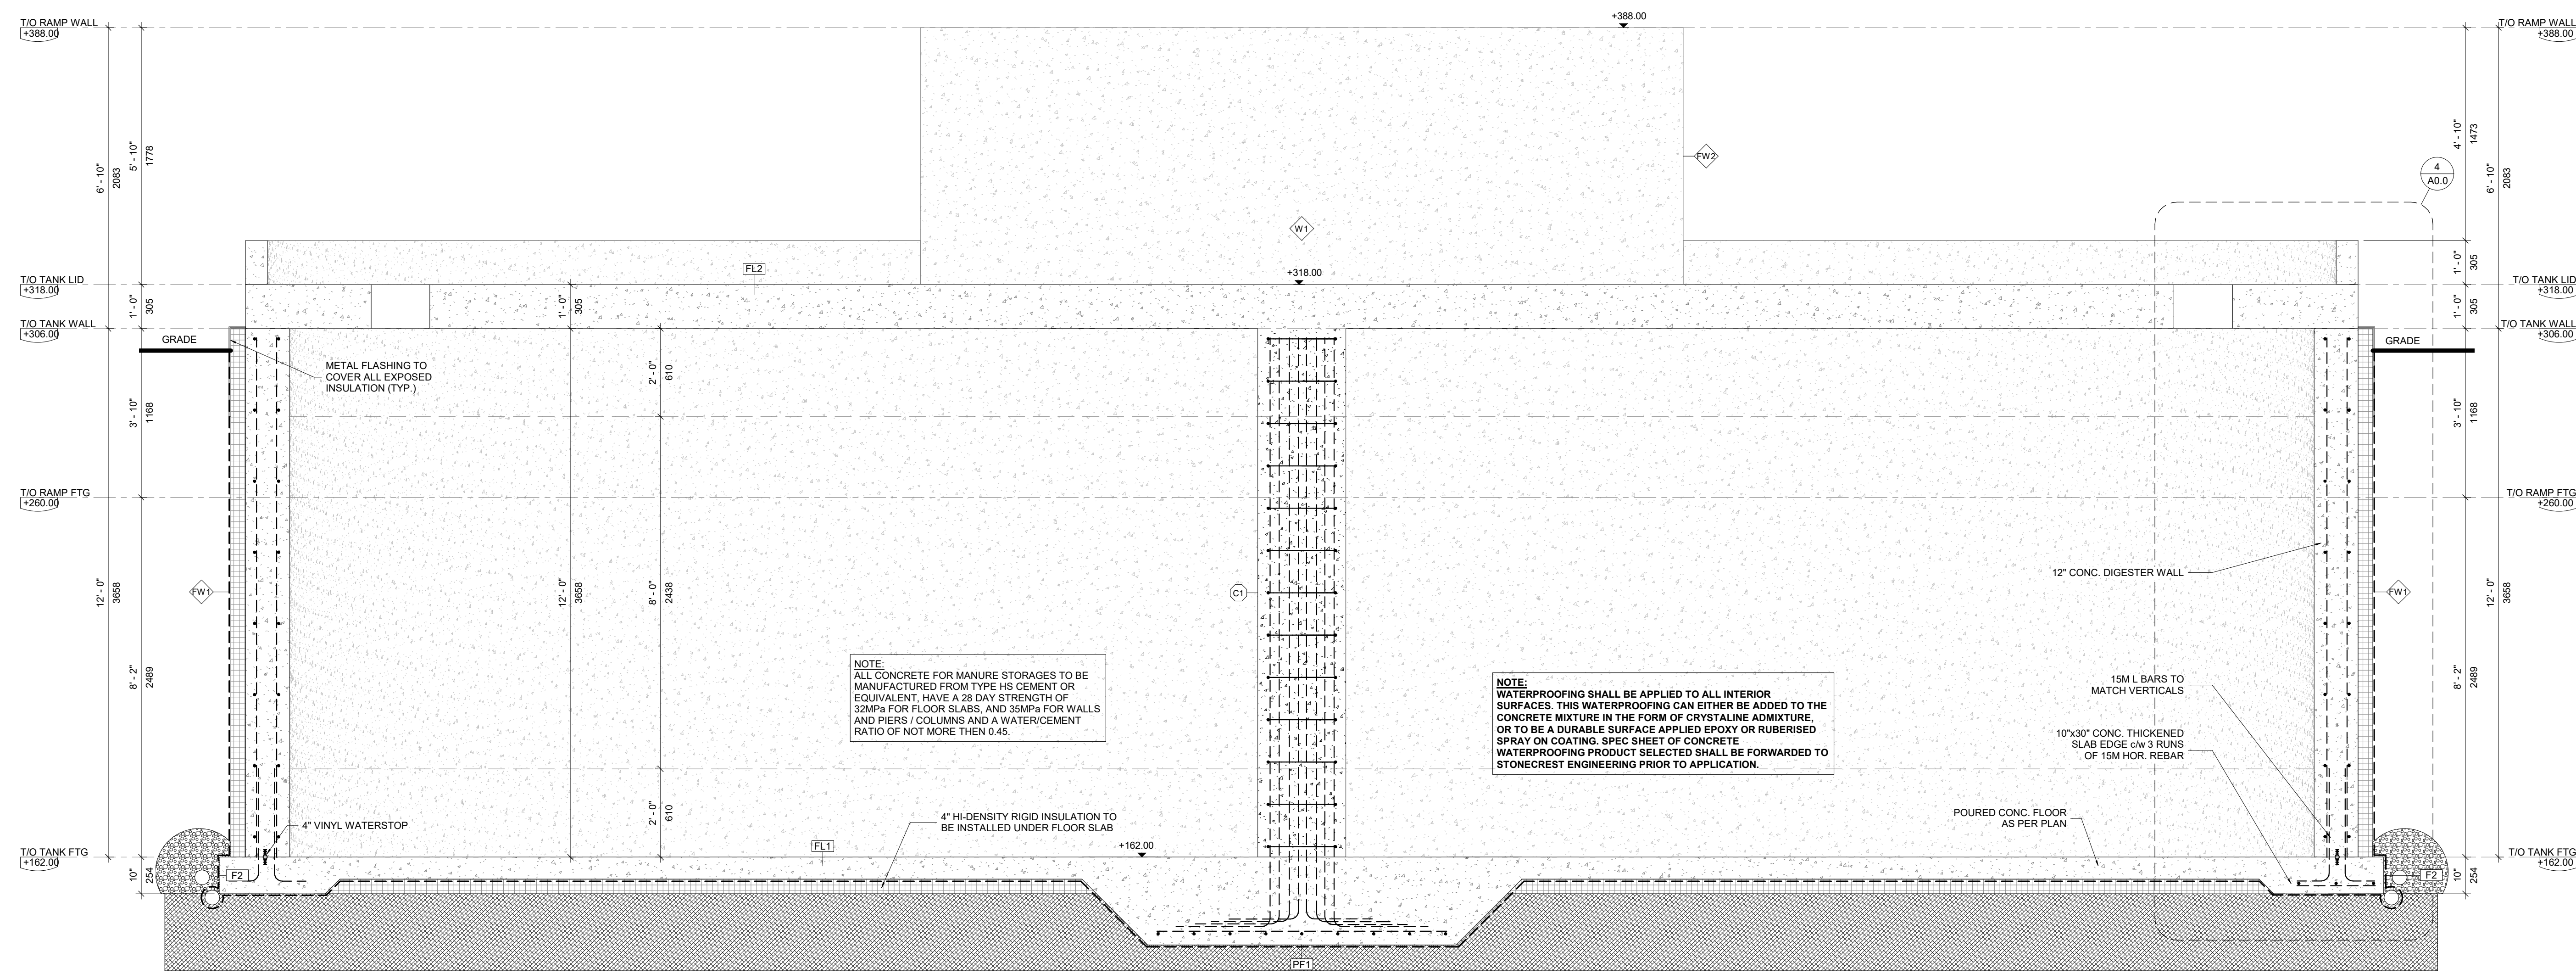 T/O RAMP WALL
+388.00
+388.00
T/O RAMP WALL
+388.00
6' - 10"
2083
5' - 10"
1778
FW2
4' - 10"
1473
6' - 10"
2083
4
A0.0
W1
FL2
+318.00
T/O TANK LID
+318.00
1' - 0"
305
1' - 0"
305
1' - 0"
305
1' - 0"
305
T/O TANK LID
+318.00
T/O TANK WALL
+306.00
T/O TANK WALL
+306.00
GRADE
GRADE
METAL FLASHING TO
COVER ALL EXPOSED
INSULATION (TYP.)
2' - 0"
610
3' - 10"
1168
3' - 10"
1168
T/O RAMP FTG
+260.00
T/O RAMP FTG
+260.00
12' - 0"
3658
FW1
12' - 0"
3658
8' - 0"
2438
C1
12" CONC. DIGESTER WALL
FW1
12' - 0"
3658
8' - 2"
2489
8' - 2"
2489
NOTE:
ALL CONCRETE FOR MANURE STORAGES TO BE
MANUFACTURED FROM TYPE HS CEMENT OR
EQUIVALENT, HAVE A 28 DAY STRENGTH OF
32MPa FOR FLOOR SLABS, AND 35MPa FOR WALLS
AND PIERS / COLUMNS AND A WATER/CEMENT
RATIO OF NOT MORE THEN 0.45.
NOTE:
WATERPROOFING SHALL BE APPLIED TO ALL INTERIOR
SURFACES. THIS WATERPROOFING CAN EITHER BE ADDED TO THE
CONCRETE MIXTURE IN THE FORM OF CRYSTALINE ADMIXTURE,
OR TO BE A DURABLE SURFACE APPLIED EPOXY OR RUBERISED
SPRAY ON COATING. SPEC SHEET OF CONCRETE
WATERPROOFING PRODUCT SELECTED SHALL BE FORWARDED TO
STONECREST ENGINEERING PRIOR TO APPLICATION.
15M L BARS TO
MATCH VERTICALS
10"x30" CONC. THICKENED
SLAB EDGE c/w 3 RUNS
OF 15M HOR. REBAR
2' - 0"
610
4" VINYL WATERSTOP
4" HI-DENSITY RIGID INSULATION TO
BE INSTALLED UNDER FLOOR SLAB
POURED CONC. FLOOR
AS PER PLAN
FL1
+162.00
T/O TANK FTG
+162.00
T/O TANK FTG
+162.00
10"
254
F2
F2
10"
254
PF1